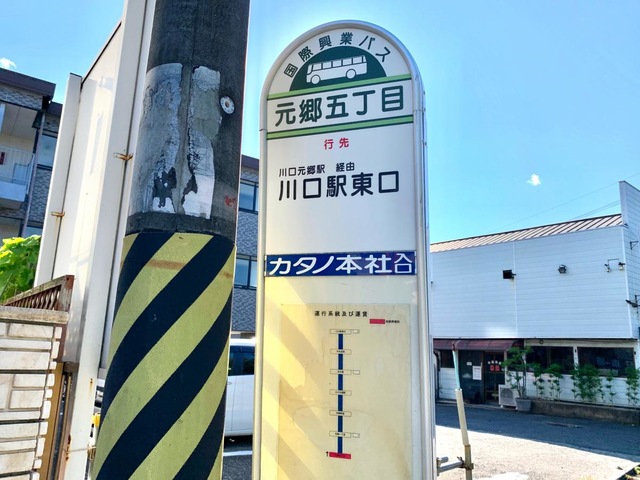 国際興業バス
元郷五丁目
行先
川口元郷駅 経由
川口駅東口
カタノ本社入口
運行系統及び運賃